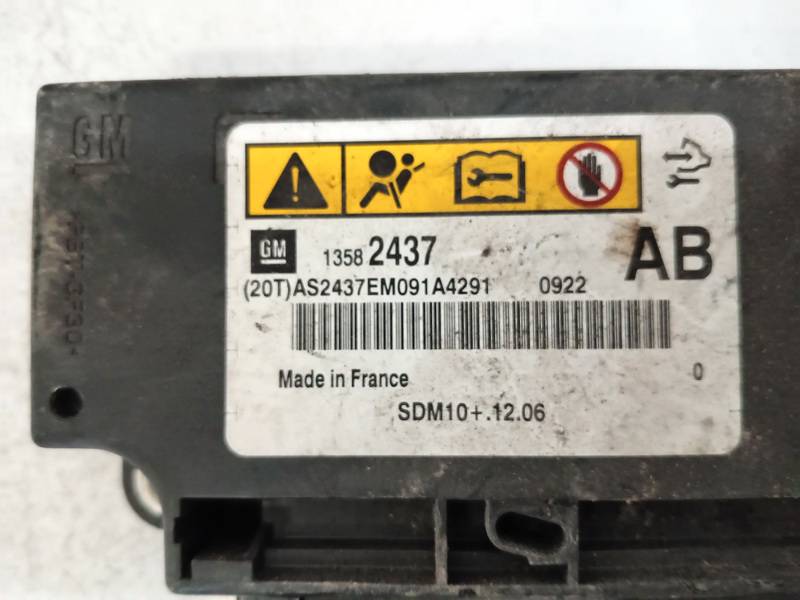 GM
GM 1358 2437 AB
(20T)AS2437EM091A4291 0922
Made in France 0
SDM10+.12.06